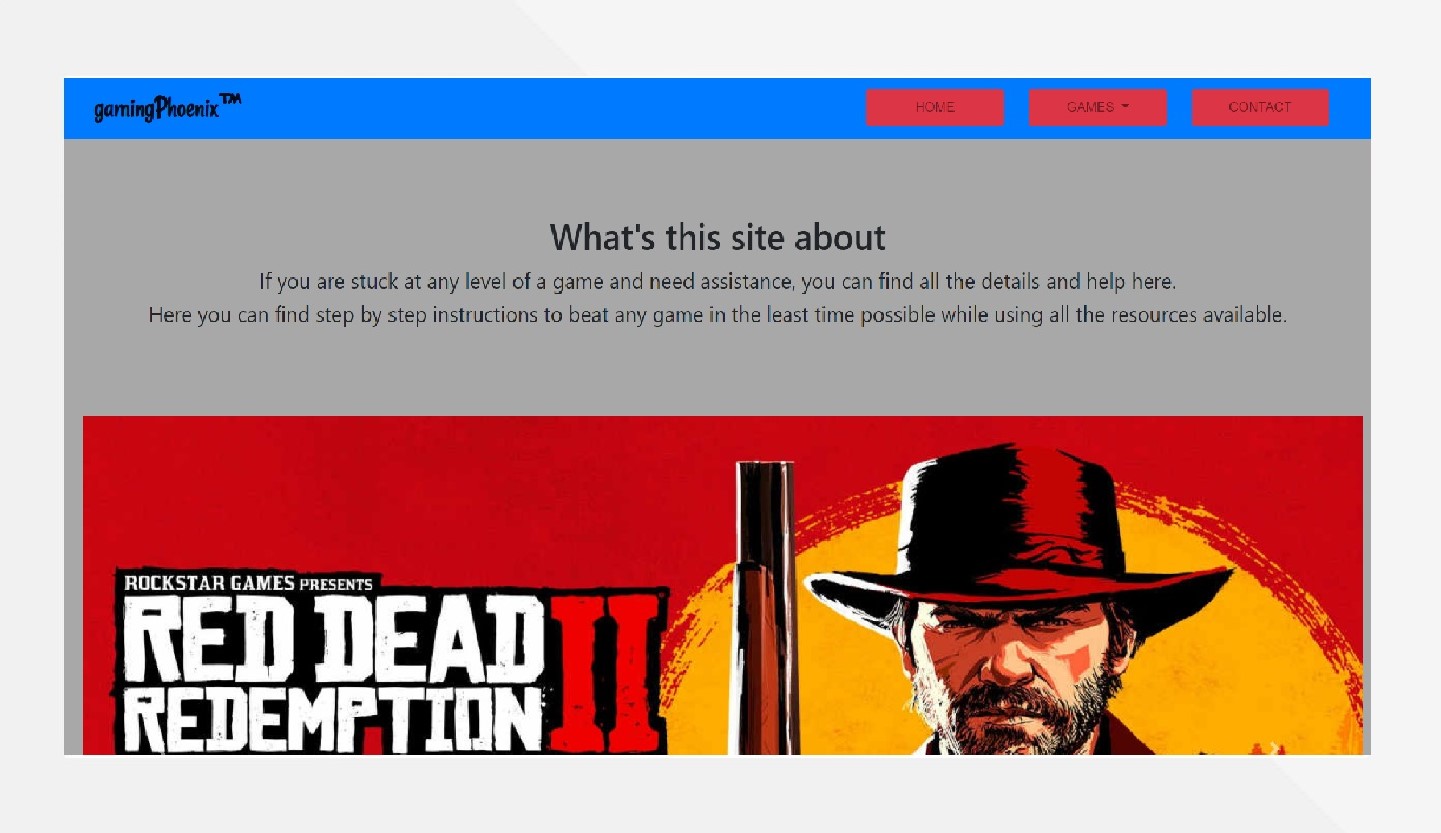 gamingPhoenix™
HOME
GAMES
CONTACT
What's this site about
If you are stuck at any level of a game and need assistance, you can find all the details and help here.
Here you can find step by step instructions to beat any game in the least time possible while using all the resources available.
ROCKSTAR GAMES PRESENTS
RED DEAD
REDEMPTION II